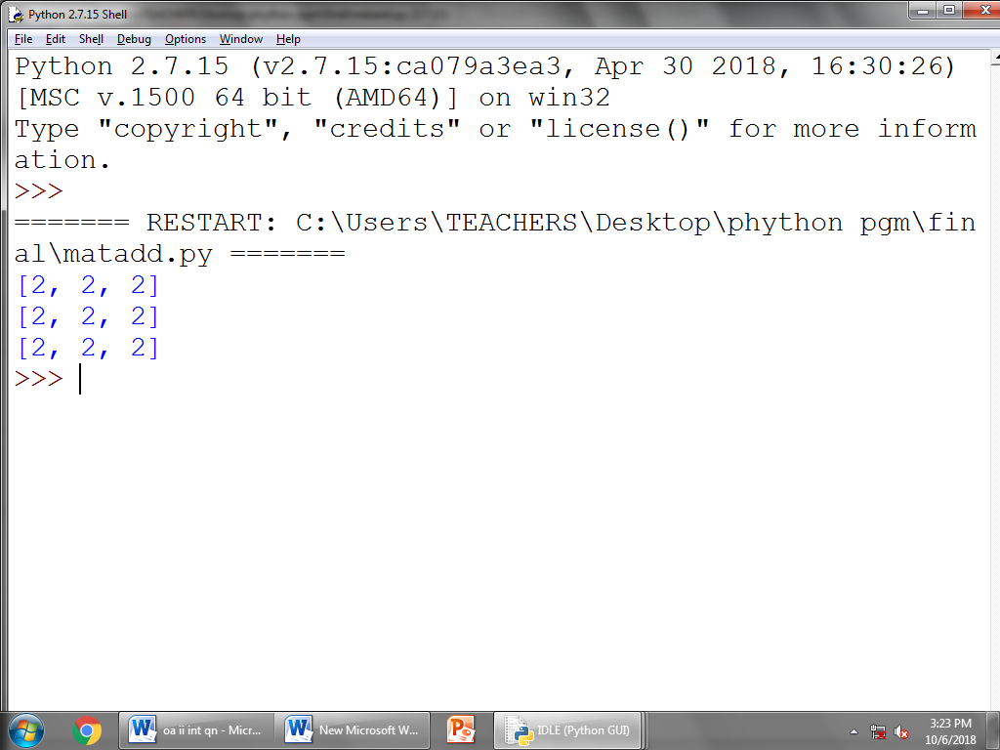 Python 2.7.15 Shell
File Edit Shell Debug Options Window Help
Python 2.7.15 (v2.7.15:ca079a3ea3, Apr 30 2018, 16:30:26)
[MSC v.1500 64 bit (AMD64)] on win32
Type "copyright", "credits" or "license()" for more inform
ation.
>>>
======= RESTART: C:\Users\TEACHERS\Desktop\phython pgm\fin
al\matadd.py =======
[2, 2, 2]
[2, 2, 2]
[2, 2, 2]
>>>
oa ii int qn - Micr... New Microsoft W... IDLE (Python GUI) 3:23 PM
10/6/2018